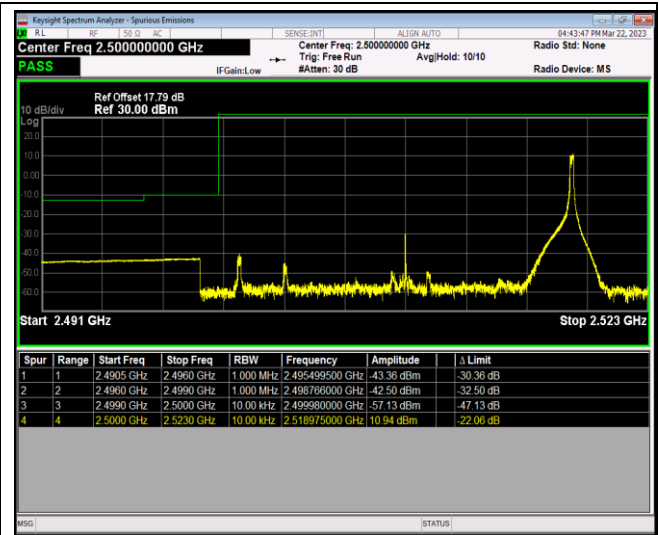 Keysight Spectrum Analyzer - Spurious Emissions
RL RF 50 Ω AC SENSE:INT ALIGN AUTO 04:43:47 PM Mar 22, 2023
Center Freq 2.500000000 GHz Center Freq: 2.500000000 GHz Radio Std: None
PASS Trig: Free Run Avg|Hold: 10/10
IFGain:Low #Atten: 30 dB Radio Device: MS
Ref Offset 17.79 dB
10 dB/div Ref 30.00 dBm
Log
20.0
10.0
0.00
-10.0
-20.0
-30.0
-40.0
-50.0
-60.0
Start 2.491 GHz Stop 2.523 GHz
Spur Range Start Freq Stop Freq RBW Frequency Amplitude Δ Limit
1 1 2.4905 GHz 2.4960 GHz 1.000 MHz 2.495499500 GHz -43.36 dBm -30.36 dB
2 2 2.4960 GHz 2.4990 GHz 1.000 MHz 2.498766000 GHz -42.50 dBm -32.50 dB
3 3 2.4990 GHz 2.5000 GHz 10.00 kHz 2.499980000 GHz -57.13 dBm -47.13 dB
4 4 2.5000 GHz 2.5230 GHz 10.00 kHz 2.518975000 GHz 10.94 dBm -22.06 dB
MSG STATUS